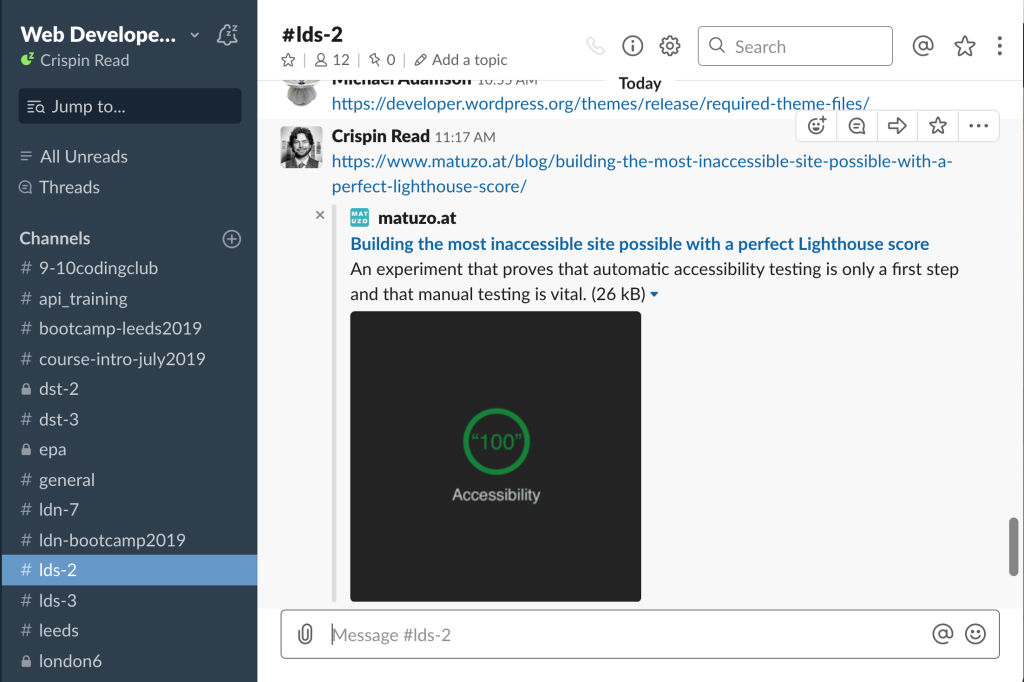 Web Develope...
Crispin Read
Jump to...
All Unreads
Threads
Channels
# 9-10codingclub
# api_training
# bootcamp-leeds2019
# course-intro-july2019
dst-2
# dst-3
epa
# general
# ldn-7
# ldn-bootcamp2019
# lds-2
# lds-3
# leeds
london6
#lds-2
12 | 0 | Add a topic
Search
Michael Adamson 10:55 AM
Today
https://developer.wordpress.org/themes/release/required-theme-files/
Crispin Read 11:17 AM
https://www.matuzo.at/blog/building-the-most-inaccessible-site-possible-with-a-
perfect-lighthouse-score/
MAT
UZO
matuzo.at
Building the most inaccessible site possible with a perfect Lighthouse score
An experiment that proves that automatic accessibility testing is only a first step
and that manual testing is vital. (26 kB)
“100”
Accessibility
Message #lds-2